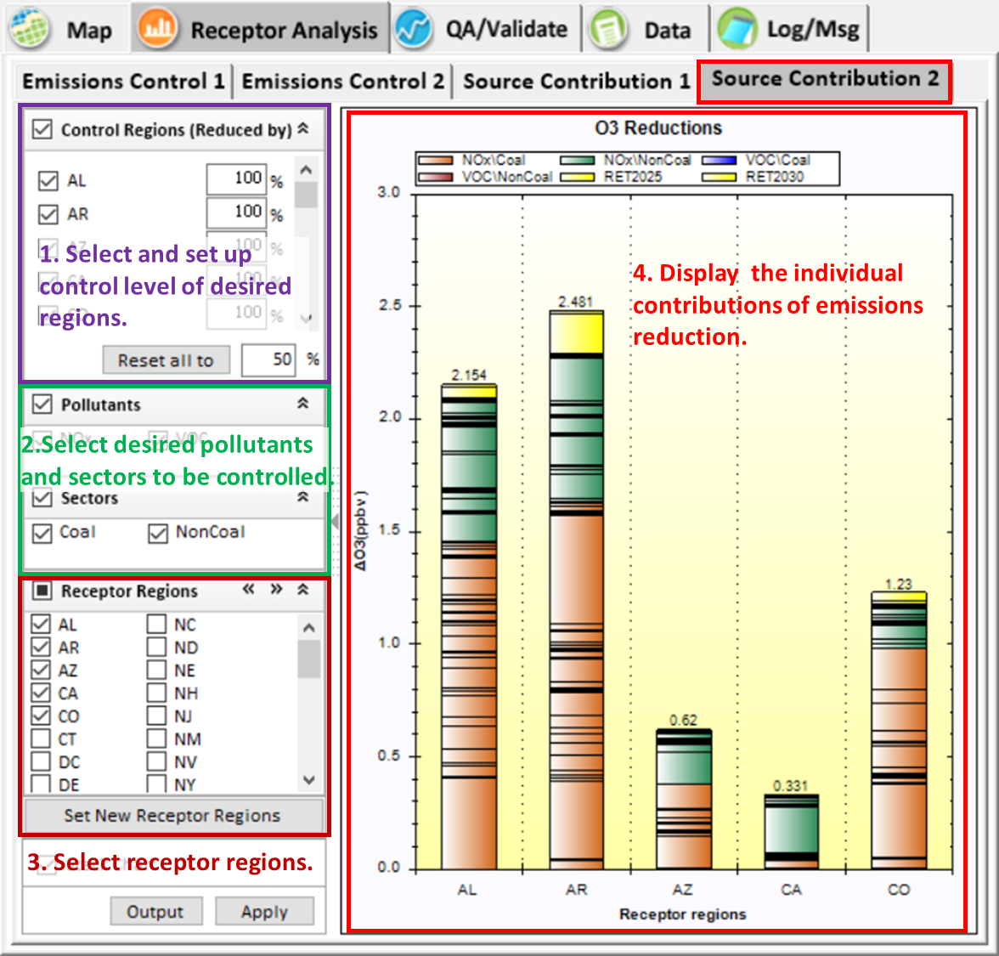 Map
Receptor Analysis
QA/Validate
Data
Log/Msg
Emissions Control 1
Emissions Control 2
Source Contribution 1
Source Contribution 2
Control Regions (Reduced by)
AL 100 %
AR 100 %
AZ 100 %
CA 100 %
CO 100 %
1. Select and set up
control level of desired
regions.
Reset all to 50 %
Pollutants
NOx VOC
2.Select desired pollutants
and sectors to be controlled.
Sectors
Coal NonCoal
Receptor Regions « »
AL NC
AR ND
AZ NE
CA NH
CO NJ
CT NM
DC NV
DE NY
Set New Receptor Regions
3. Select receptor regions.
Output Apply
O3 Reductions
NOx\Coal NOx\NonCoal VOC\Coal
VOC\NonCoal RET2025 RET2030
4. Display the individual
contributions of emissions
reduction.
ΔO3(ppbv)
3.0
2.5
2.0
1.5
1.0
0.5
0.0
2.154
2.481
0.62
0.331
1.23
AL AR AZ CA CO
Receptor regions